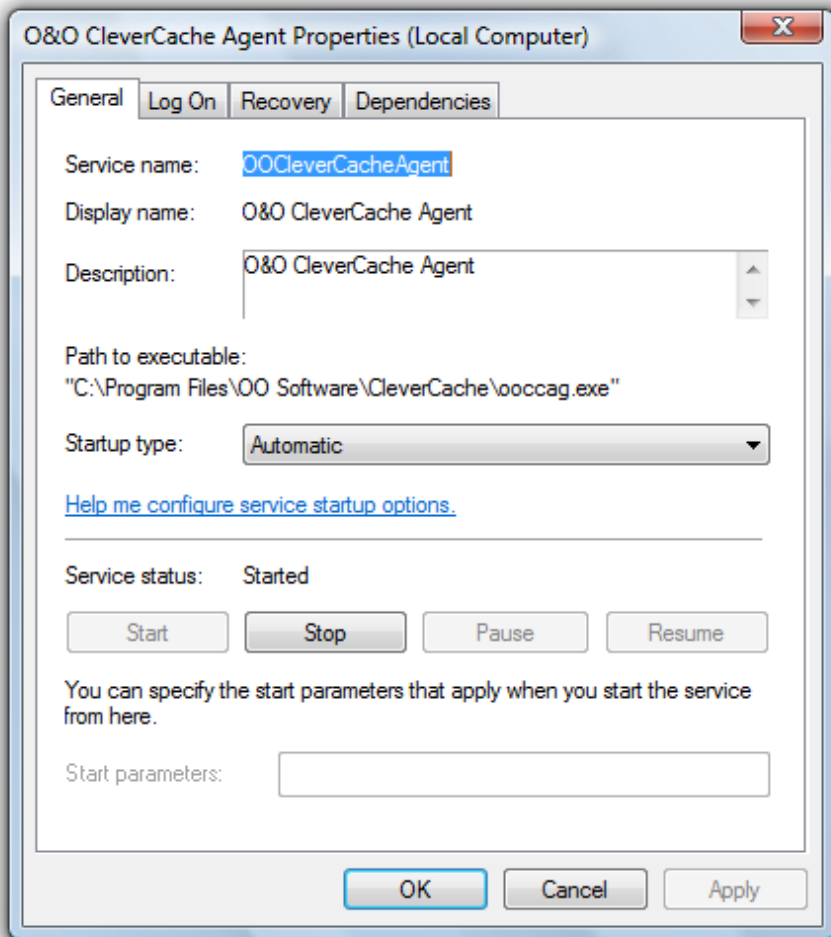 O&O CleverCache Agent Properties (Local Computer)
General Log On Recovery Dependencies
Service name: OOCleverCacheAgent
Display name: O&O CleverCache Agent
Description: O&O CleverCache Agent
Path to executable:
"C:\Program Files\OO Software\CleverCache\ooccag.exe"
Startup type: Automatic
Help me configure service startup options.
Service status: Started
Start Stop Pause Resume
You can specify the start parameters that apply when you start the service
from here.
Start parameters:
OK Cancel Apply